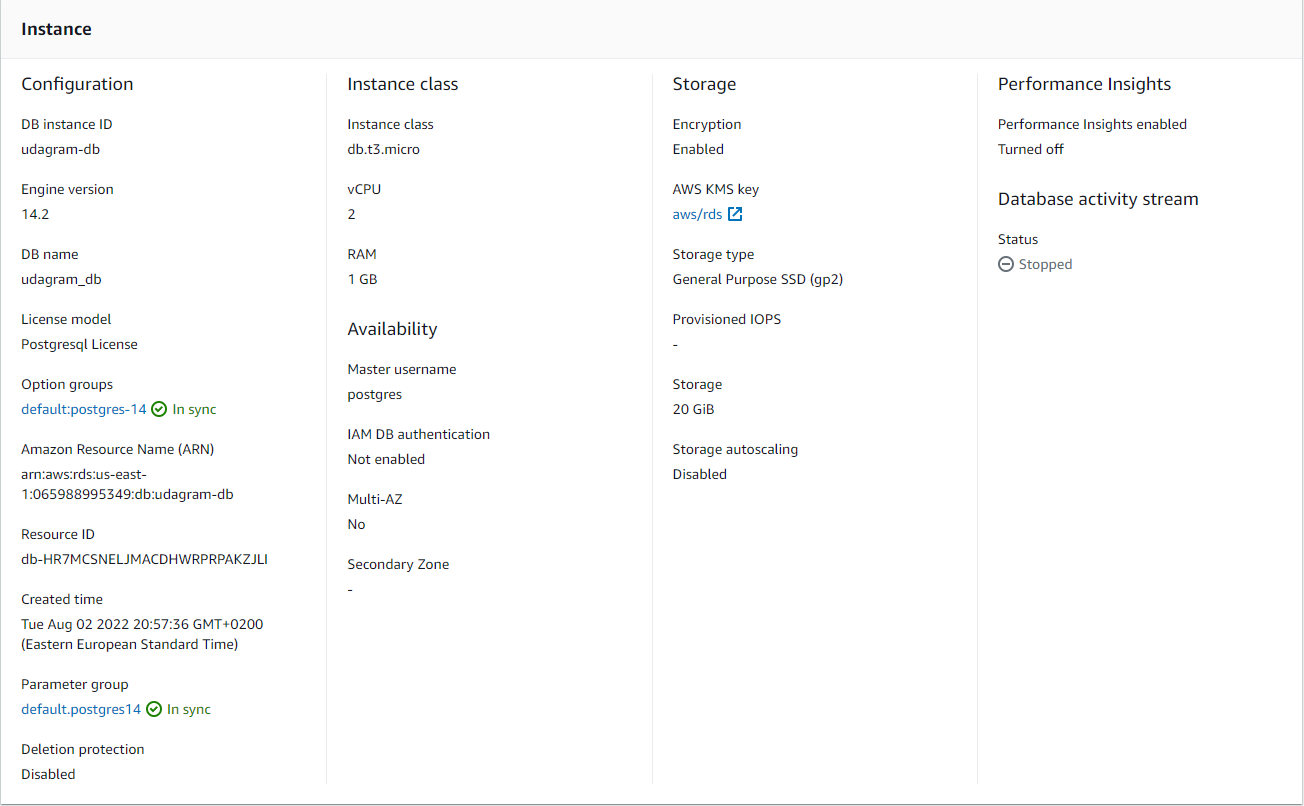 Instance
Configuration
DB instance ID
udagram-db
Engine version
14.2
DB name
udagram_db
License model
Postgresql License
Option groups
default:postgres-14 In sync
Amazon Resource Name (ARN)
arn:aws:rds:us-east-
1:065988995349:db:udagram-db
Resource ID
db-HR7MCSNELJMACDHWRPRPAKZJLI
Created time
Tue Aug 02 2022 20:57:36 GMT+0200
(Eastern European Standard Time)
Parameter group
default.postgres14 In sync
Deletion protection
Disabled
Instance class
Instance class
db.t3.micro
vCPU
2
RAM
1 GB
Availability
Master username
postgres
IAM DB authentication
Not enabled
Multi-AZ
No
Secondary Zone
-
Storage
Encryption
Enabled
AWS KMS key
aws/rds
Storage type
General Purpose SSD (gp2)
Provisioned IOPS
-
Storage
20 GiB
Storage autoscaling
Disabled
Performance Insights
Performance Insights enabled
Turned off
Database activity stream
Status
Stopped